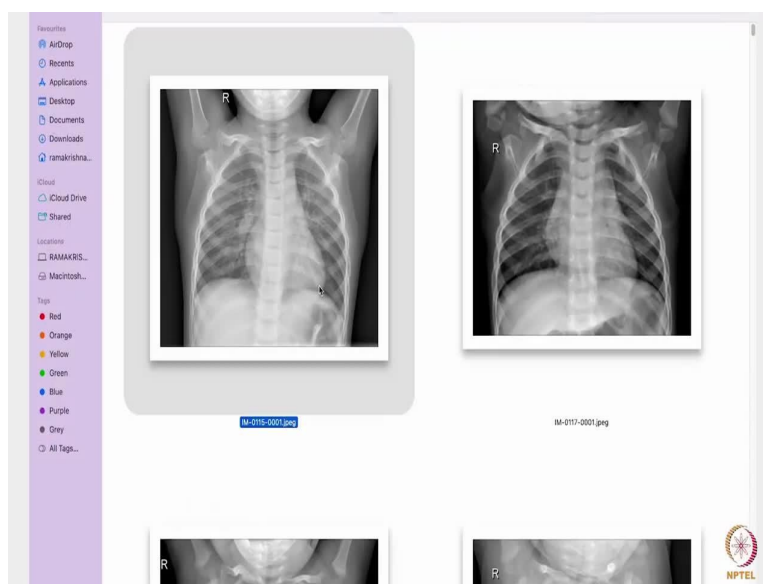 Favourites
AirDrop
Recents
Applications
Desktop
Documents
Downloads
ramakrishna...
iCloud
iCloud Drive
Shared
Locations
RAMAKRIS...
Macintosh...
Tags
Red
Orange
Yellow
Green
Blue
Purple
Grey
All Tags...
R
R
IM-0115-0001.jpeg
IM-0117-0001.jpeg
R
R
NPTEL